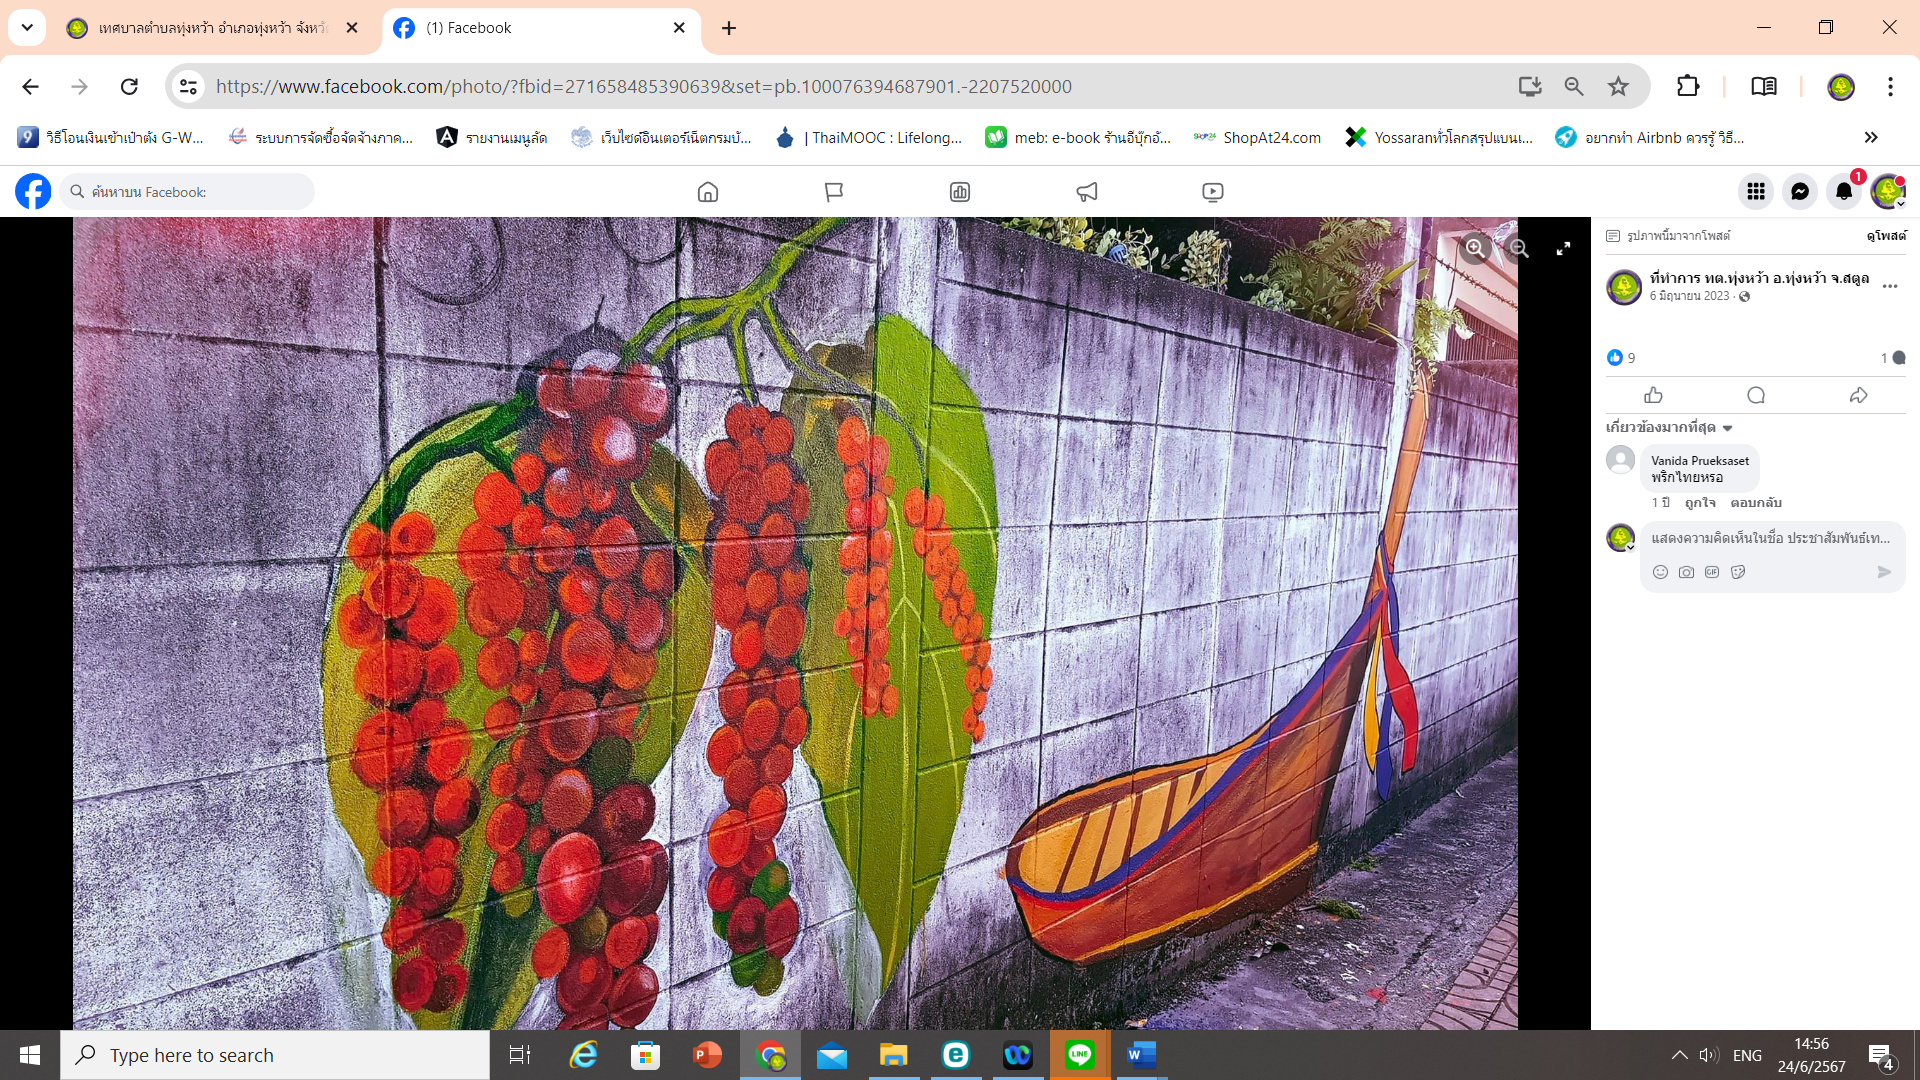 เทศบาลตำบลทุ่งหว้า อำเภอทุ่งหว้า จังหวั
(1) Facebook
https://www.facebook.com/photo/?fbid=271658485390639&set=pb.100076394687901.-2207520000
วิธีโอนเงินเข้าเป๋าตัง G-W...
ระบบการจัดซื้อจัดจ้างภาค...
รายงานเมนูลัด
เว็บไซต์อินเตอร์เน็ตกรมบั...
| ThaiMOOC : Lifelong...
meb: e-book ร้านอีบุ๊กอั...
ShopAt24.com
Yossaranทั่วโลกสรุปแบบแ...
อยากทำ Airbnb ควรรู้ วิธี...
ค้นหาบน Facebook:
1
รูปภาพนี้มาจากโพสต์
ดูโพสต์
ที่ทำการ ทต.ทุ่งหว้า อ.ทุ่งหว้า จ.สตูล
6 มิถุนายน 2023 ·
9
1
เกี่ยวข้องมากที่สุด
Vanida Prueksaset
พริกไทยหรอ
1 ปี ถูกใจ ตอบกลับ
แสดงความคิดเห็นในชื่อ ประชาสัมพันธ์เท...
GIF
Type here to search
LINE
ENG
14:56
24/6/2567
4